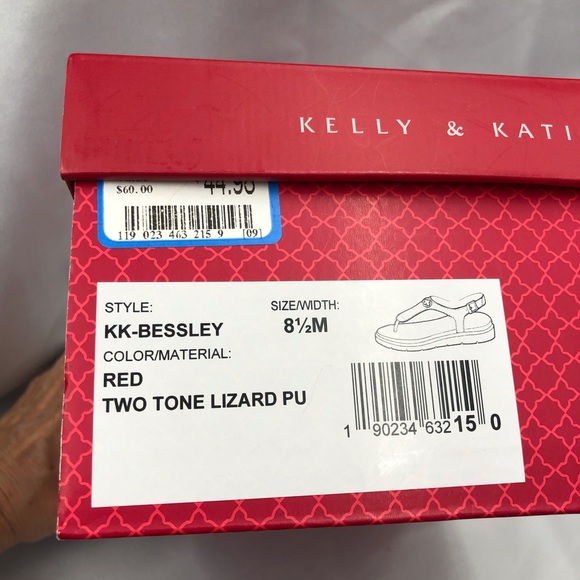 KELLY & KATI
$60.00 44.98
119 023 463 215 9 [09]
STYLE: SIZE/WIDTH:
KK-BESSLEY 8½M
COLOR/MATERIAL:
RED
TWO TONE LIZARD PU
1 90234 63215 0